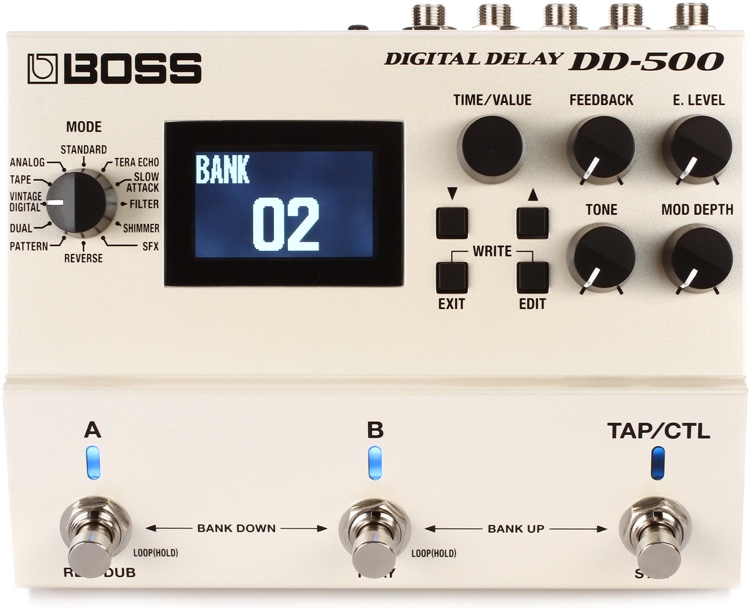 BOSS
DIGITAL DELAY DD-500
MODE
STANDARD
ANALOG
TERA ECHO
TAPE
SLOW
ATTACK
VINTAGE
DIGITAL
FILTER
DUAL
SHIMMER
PATTERN
SFX
REVERSE
BANK
02
TIME/VALUE
FEEDBACK
E. LEVEL
▼
▲
TONE
MOD DEPTH
WRITE
EXIT
EDIT
A
B
TAP/CTL
BANK DOWN
BANK UP
LOOP(HOLD)
LOOP(HOLD)